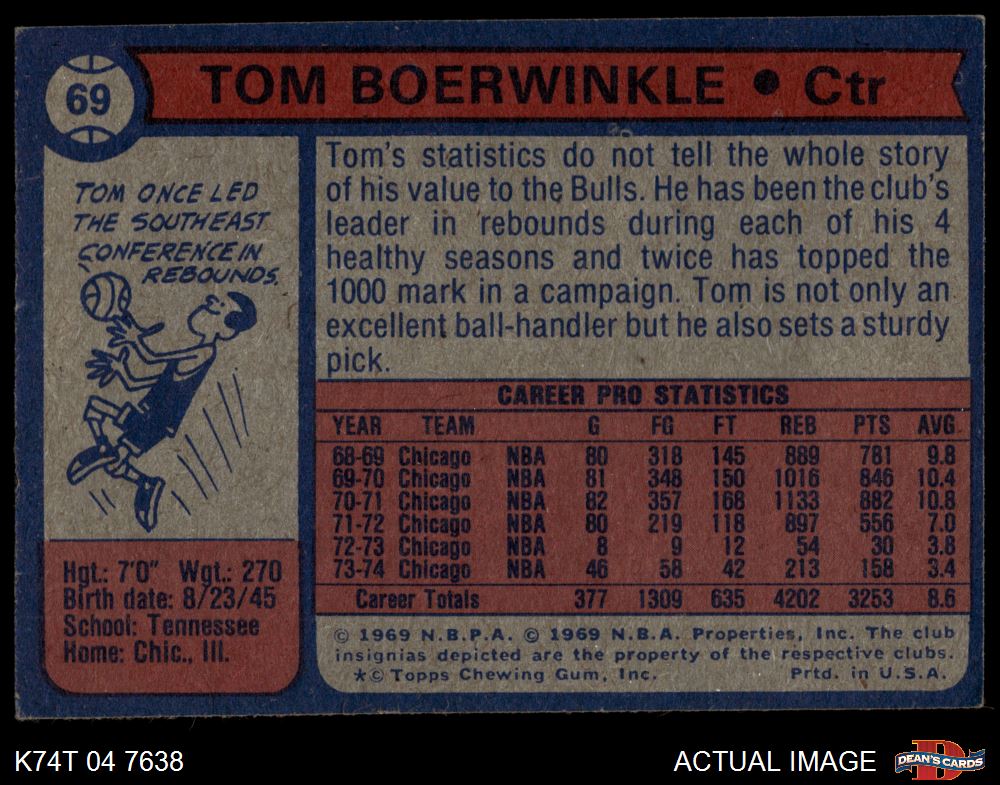 69
TOM BOERWINKLE • Ctr
TOM ONCE LED
THE SOUTHEAST
CONFERENCE IN
REBOUNDS.
Tom's statistics do not tell the whole story
of his value to the Bulls. He has been the club's
leader in rebounds during each of his 4
healthy seasons and twice has topped the
1000 mark in a campaign. Tom is not only an
excellent ball-handler but he also sets a sturdy
pick.
CAREER PRO STATISTICS
YEAR TEAM G FG FT REB PTS AVG.
68-69 Chicago NBA 80 318 145 889 781 9.8
69-70 Chicago NBA 81 348 150 1016 846 10.4
70-71 Chicago NBA 82 357 168 1133 882 10.8
71-72 Chicago NBA 80 219 118 897 556 7.0
72-73 Chicago NBA 8 9 12 54 30 3.8
73-74 Chicago NBA 46 58 42 213 158 3.4
Career Totals 377 1309 635 4202 3253 8.6
Hgt.: 7'0" Wgt.: 270
Birth date: 8/23/45
School: Tennessee
Home: Chic., Ill.
© 1969 N.B.P.A. © 1969 N.B.A. Properties, Inc. The club
insignias depicted are the property of the respective clubs.
*© Topps Chewing Gum, Inc. Prtd. in U.S.A.
K74T 04 7638
ACTUAL IMAGE
D
DEAN'S CARDS